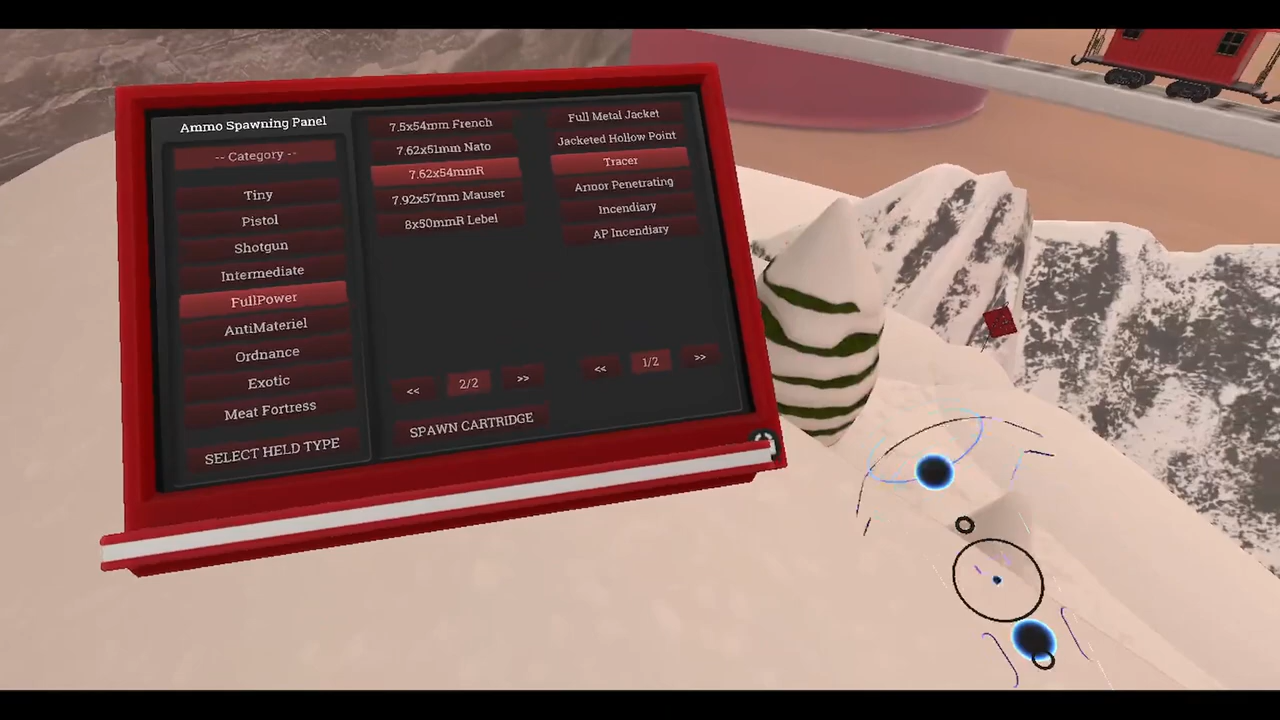 Ammo Spawning Panel
-- Category --
Tiny
Pistol
Shotgun
Intermediate
FullPower
AntiMateriel
Ordnance
Exotic
Meat Fortress
SELECT HELD TYPE
7.5x54mm French
7.62x51mm Nato
7.62x54mmR
7.92x57mm Mauser
8x50mmR Lebel
<< 2/2 >>
SPAWN CARTRIDGE
Full Metal Jacket
Jacketed Hollow Point
Tracer
Armor Penetrating
Incendiary
AP Incendiary
<< 1/2 >>